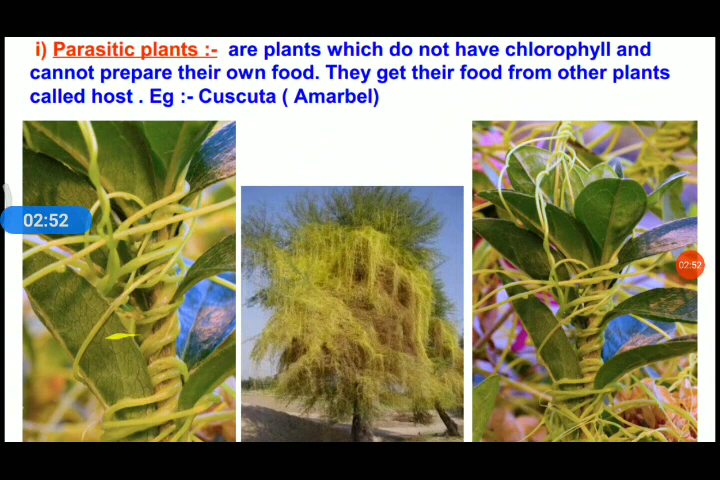 i) Parasitic plants :- are plants which do not have chlorophyll and
cannot prepare their own food. They get their food from other plants
called host . Eg :- Cuscuta ( Amarbel)
02:52
02:52